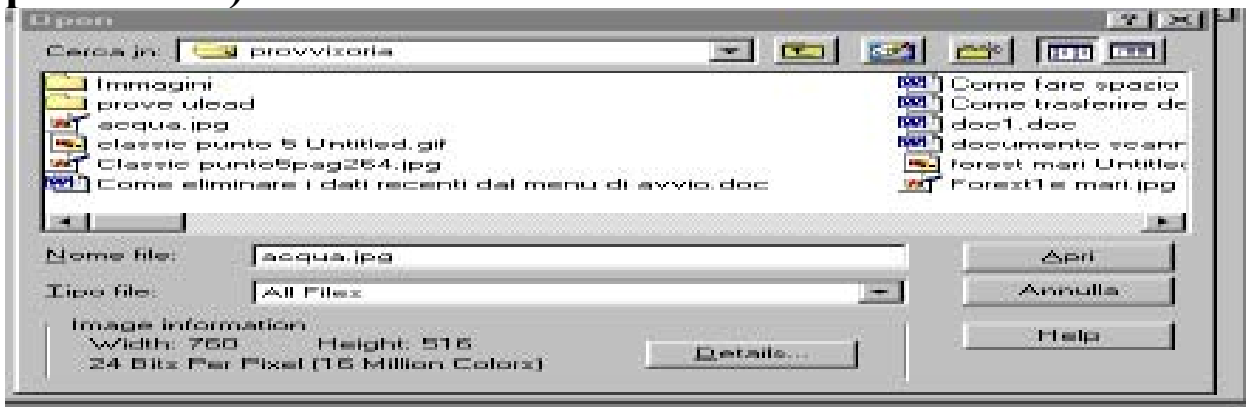 Open
Cerca in: provvisoria
Immagini
prove ulead
acqua.jpg
classic punto 5 Untitled.gif
Classic punto5pag264.jpg
Come eliminare i dati recenti dal menu di avvio.doc
Come fare spazio
Come trasferire de
doc1.doc
documento scann
forest mari Untitle
Forest1e mari.jpg
Nome file: acqua.jpg
Apri
Tipo file: All Files
Annulla
Image information
Width: 760 Height: 516
24 Bits Per Pixel (16 Million Colors)
Details...
Help